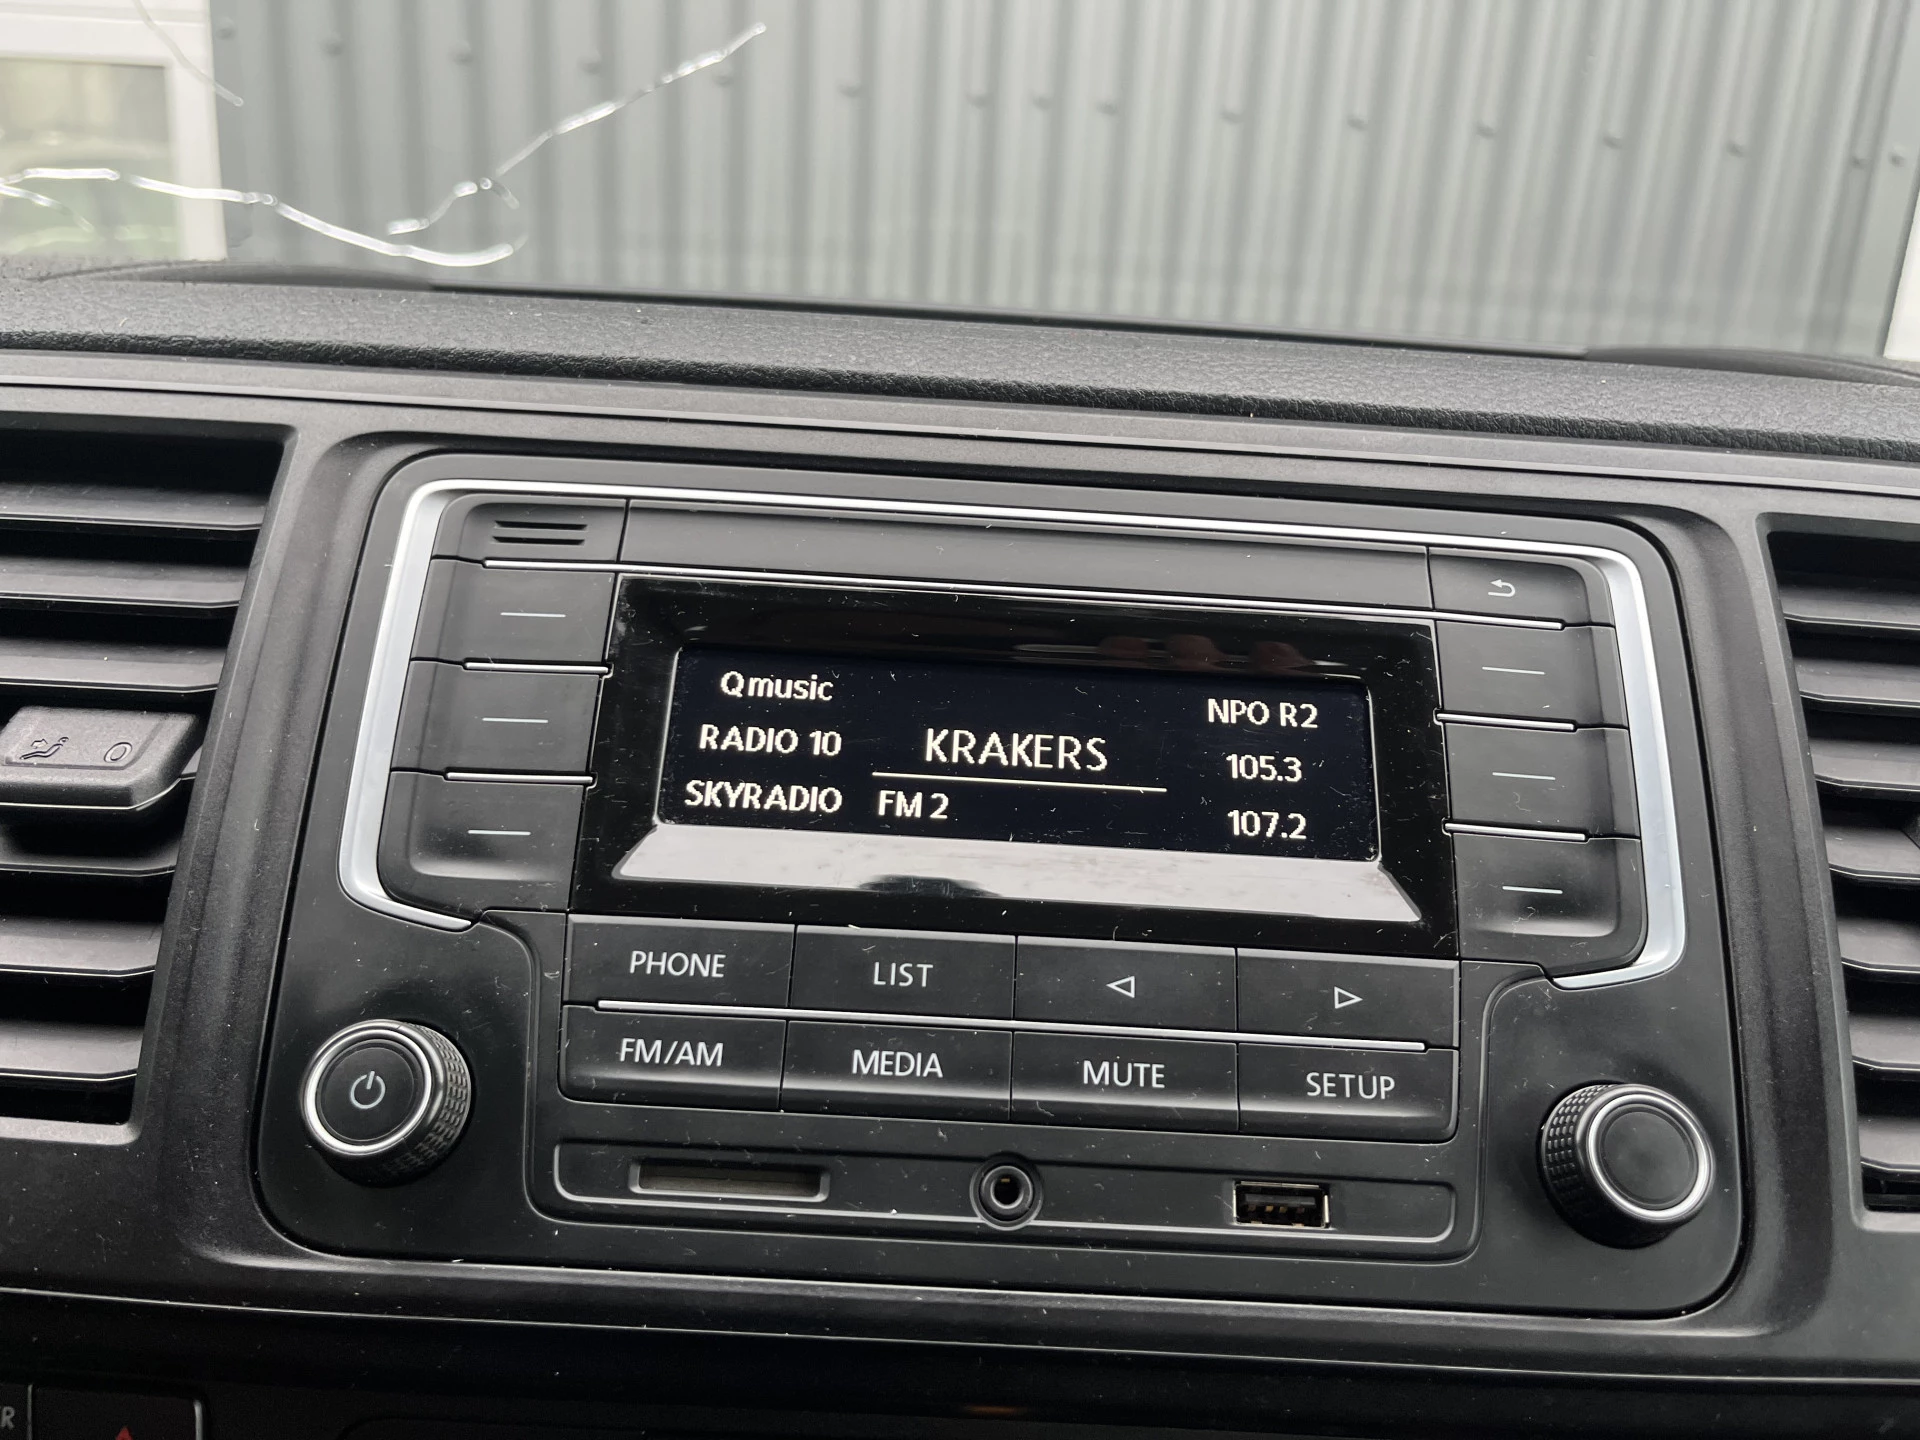 Qmusic
RADIO 10
SKYRADIO
KRAKERS
FM 2
NPO R2
105.3
107.2
PHONE
LIST
FM/AM
MEDIA
MUTE
SETUP
O